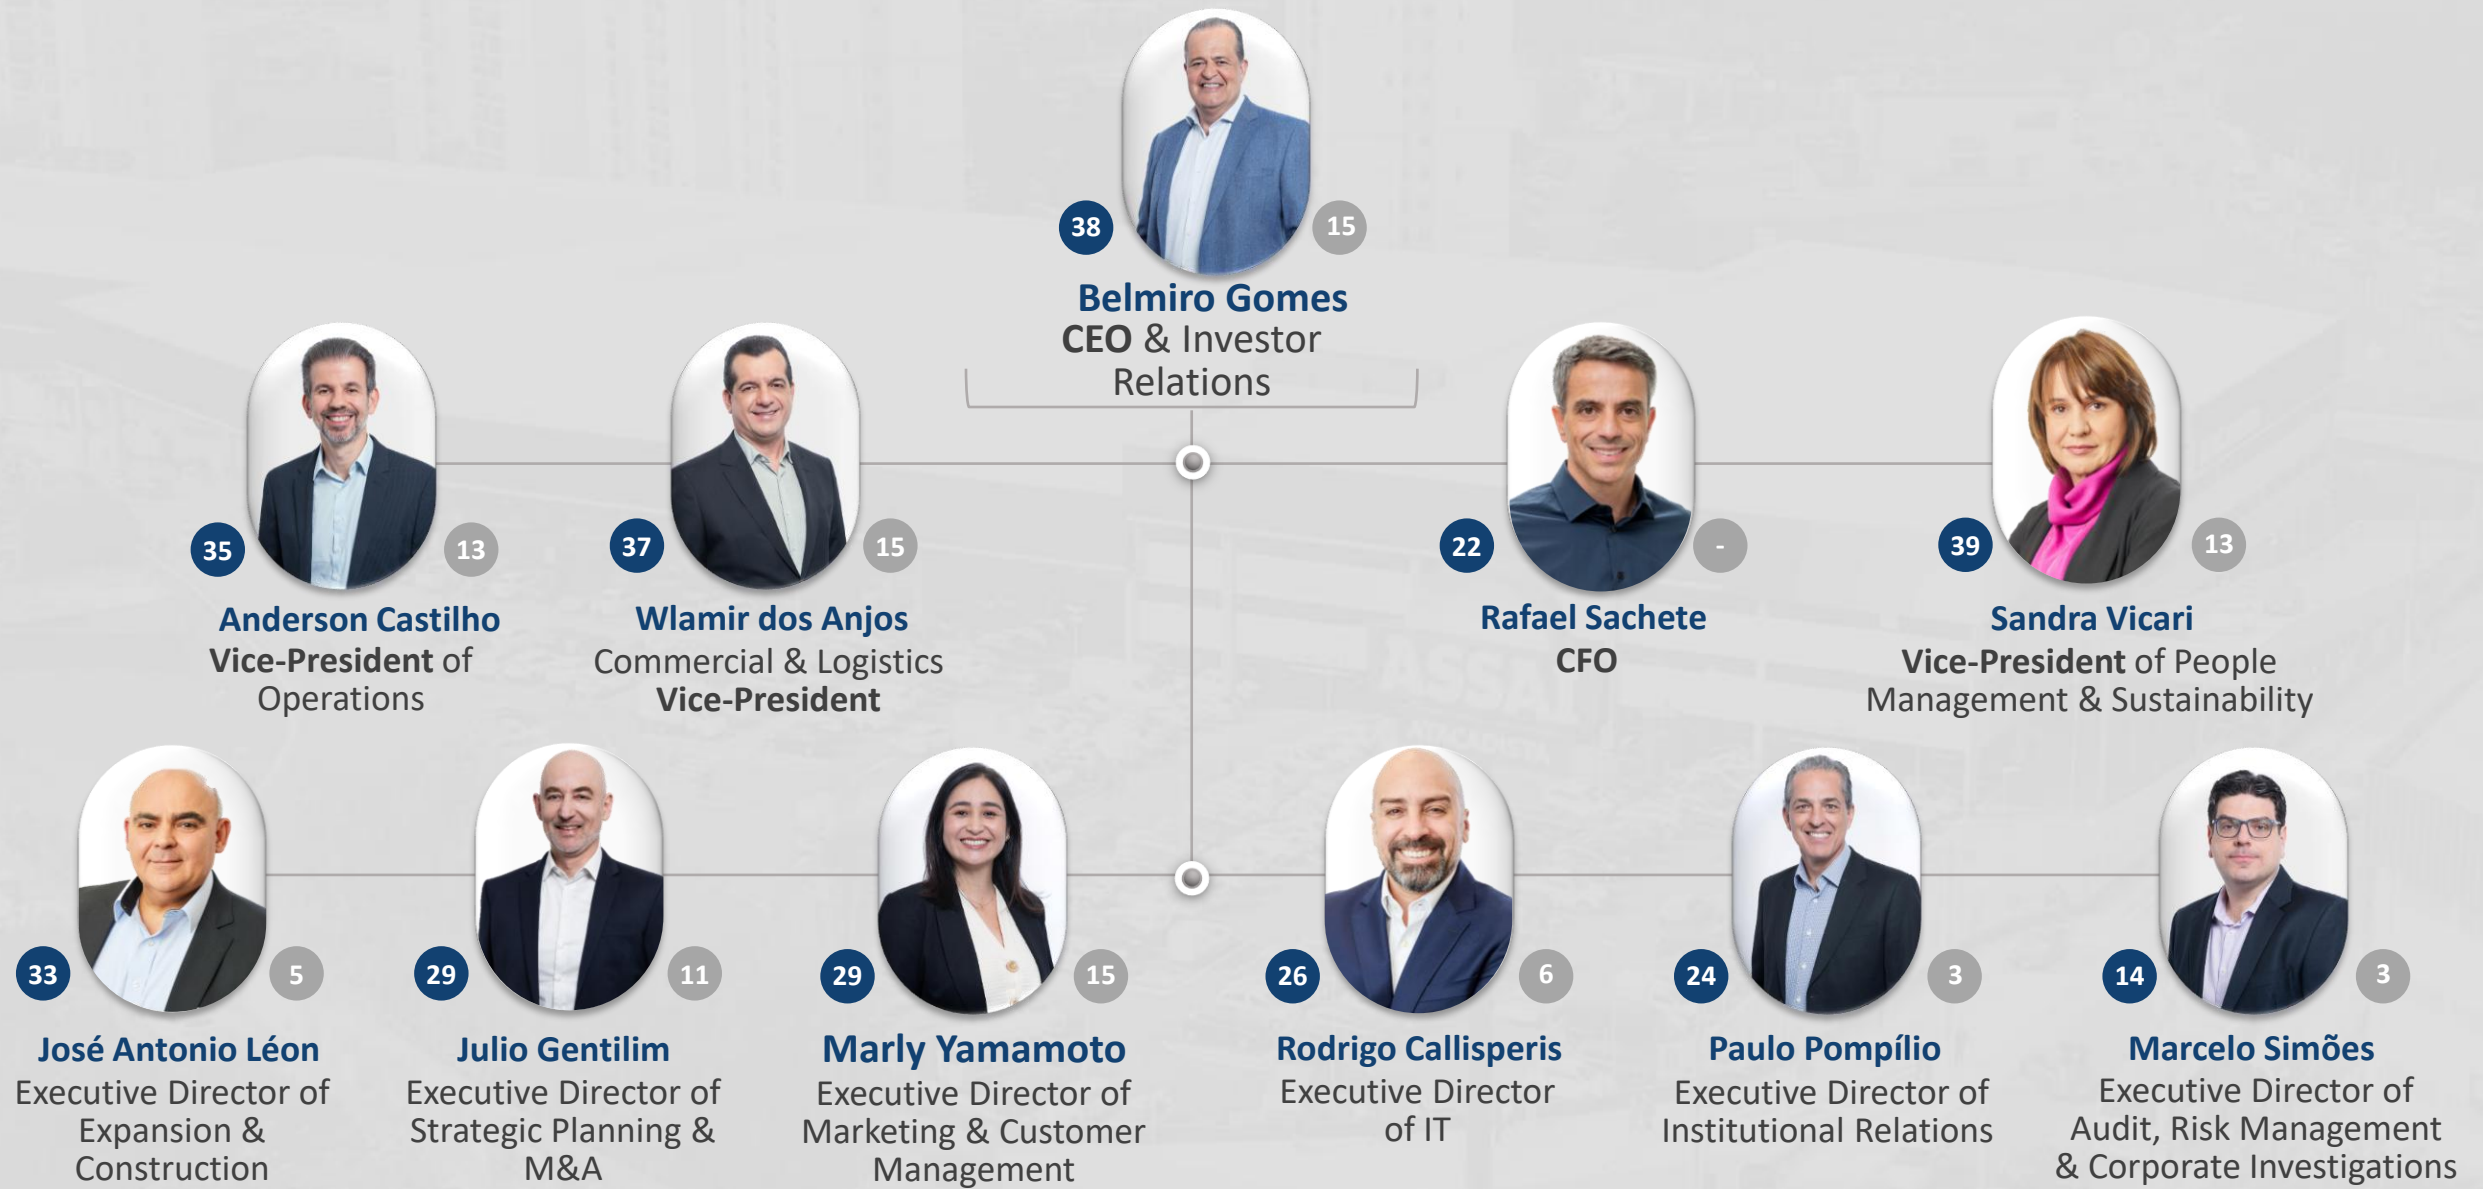 38
15
Belmiro Gomes
CEO & Investor
Relations
35
13
Anderson Castilho
Vice-President of
Operations
37
15
Wlamir dos Anjos
Commercial & Logistics
Vice-President
22
-
Rafael Sachete
CFO
39
13
Sandra Vicari
Vice-President of People
Management & Sustainability
33
5
José Antonio Léon
Executive Director of
Expansion &
Construction
29
11
Julio Gentilim
Executive Director of
Strategic Planning &
M&A
29
15
Marly Yamamoto
Executive Director of
Marketing & Customer
Management
26
6
Rodrigo Callisperis
Executive Director
of IT
24
3
Paulo Pompílio
Executive Director of
Institutional Relations
14
3
Marcelo Simões
Executive Director of
Audit, Risk Management
& Corporate Investigations
ASSAÍ
ATACADISTA